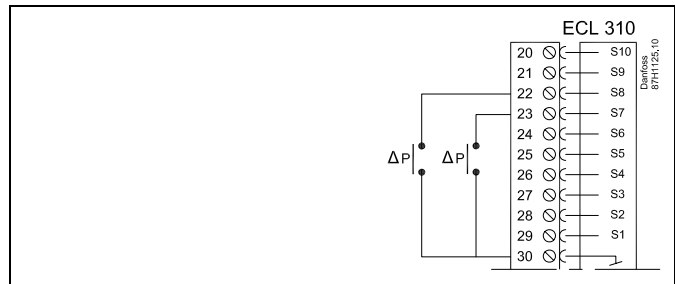 ECL 310
20 S10
21 S9
22 S8
23 S7
24 S6
25 S5
26 S4
27 S3
28 S2
29 S1
30
ΔP ΔP
Danfoss
87H1125.10